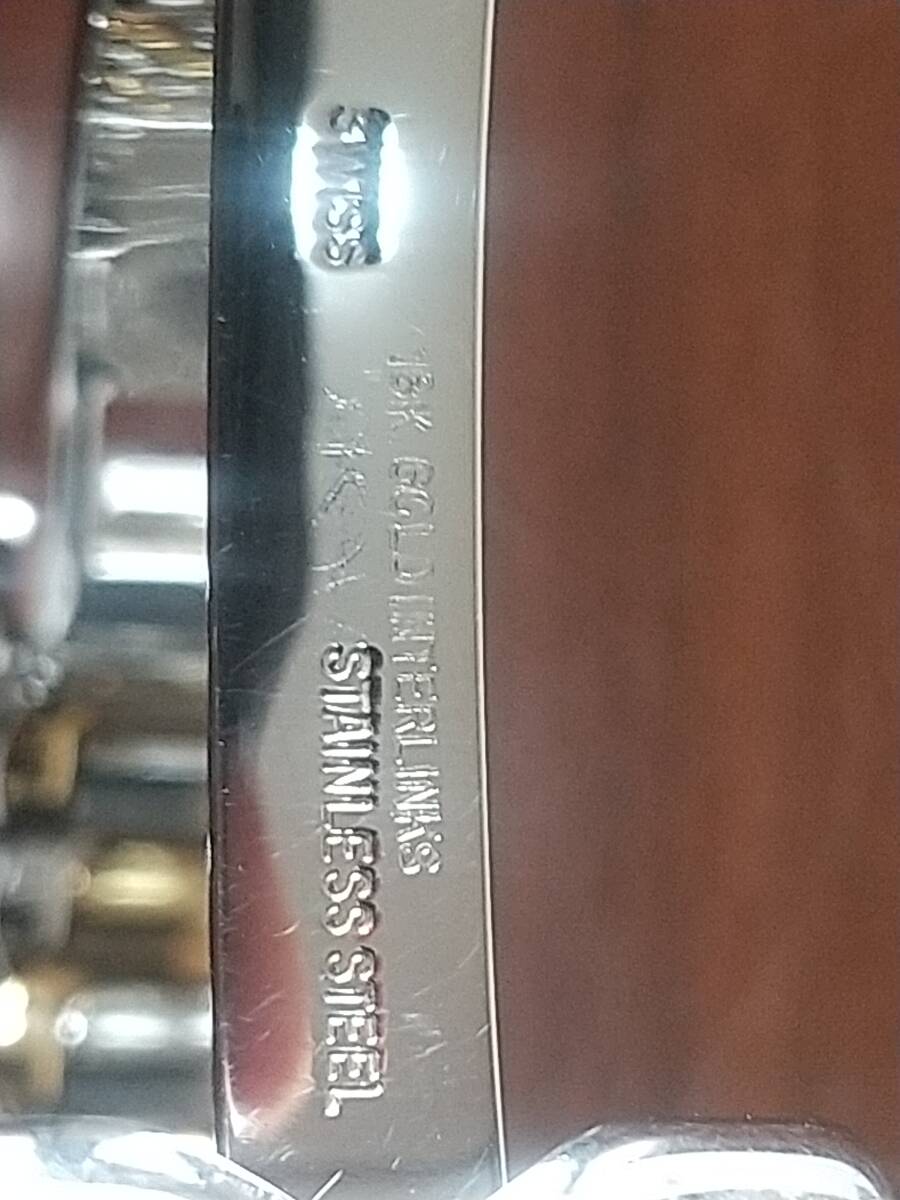 SWISS
18K GOLD INTERLINKS
STAINLESS STEEL